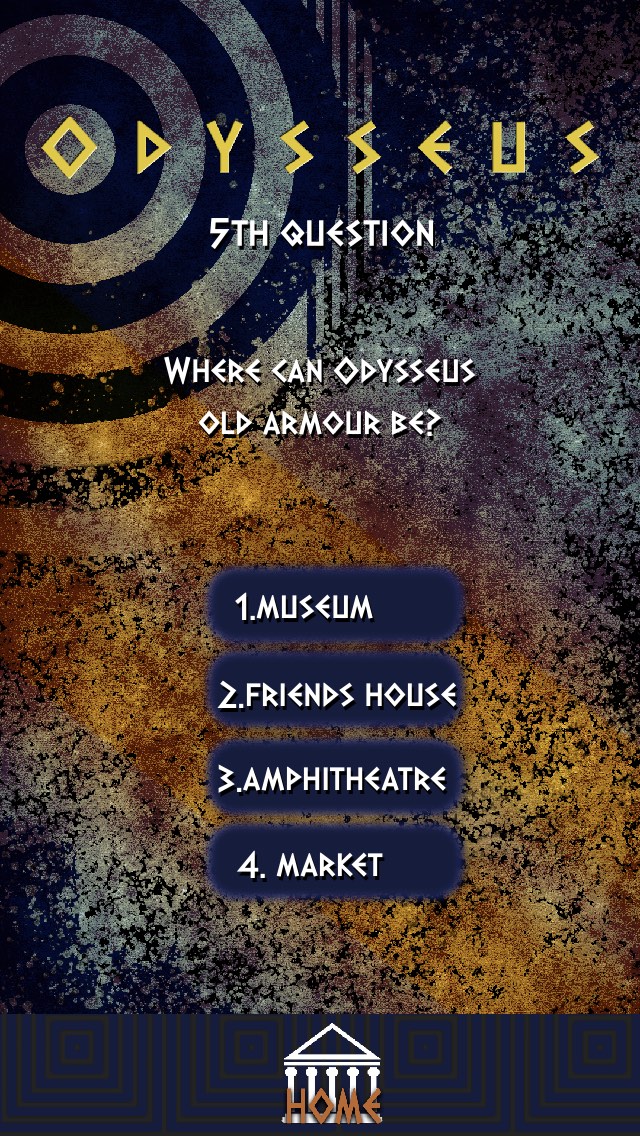 ODYSSEUS
5TH QUESTION
WHERE CAN ODYSSEUS
OLD ARMOUR BE?
1.MUSEUM
2.FRIENDS HOUSE
3.AMPHITHEATRE
4. MARKET
HOME